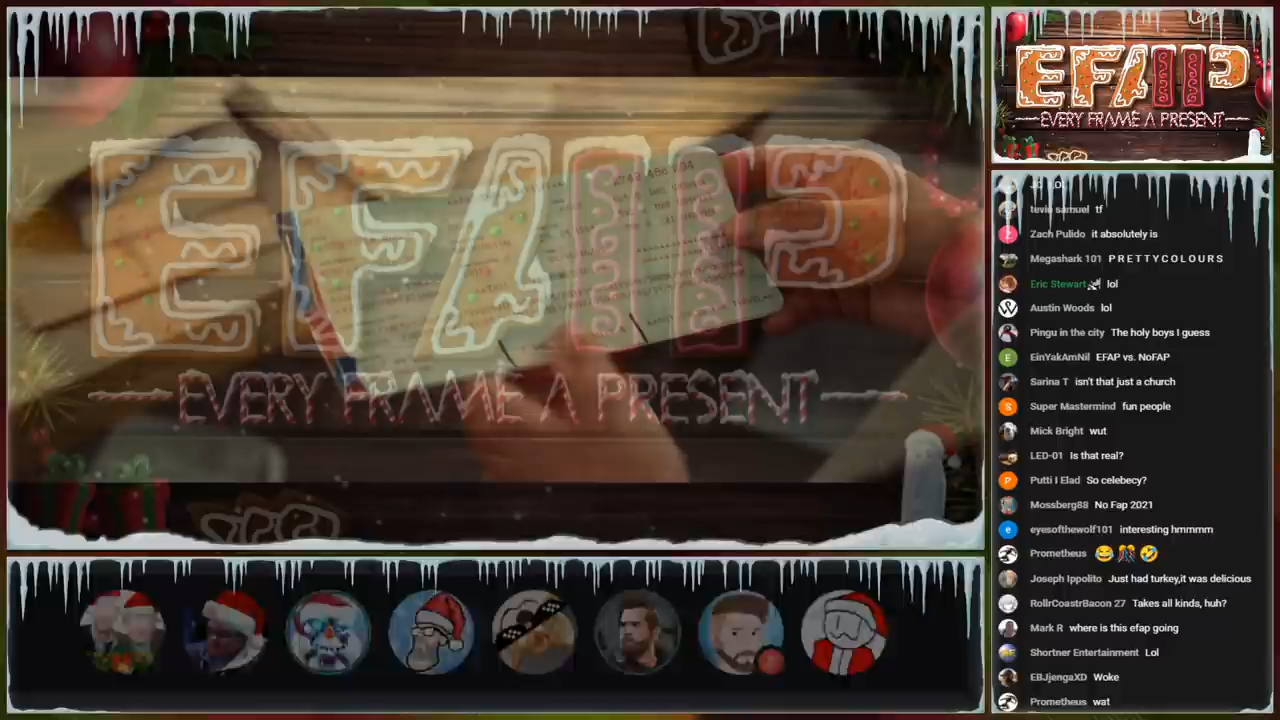 EFAP
EVERY FRAME A PRESENT
EFAP
EVERY FRAME A PRESENT
tevie samuel tf
Zach Pulido it absolutely is
Megashark 101 P R E T T Y C O L O U R S
Eric Stewart lol
Austin Woods lol
Pingu in the city The holy boys I guess
E EinYakAmNil EFAP vs. NoFAP
Sarina T isn't that just a church
S Super Mastermind fun people
Mick Bright wut
LED-01 Is that real?
P Putti I Elad So celebecy?
Mossberg88 No Fap 2021
e eyesofthewolf101 interesting hmmmm
Prometheus 😂 🎊 🤣
Joseph Ippolito Just had turkey,it was delicious
RollrCoastrBacon 27 Takes all kinds, huh?
Mark R where is this efap going
Shortner Entertainment Lol
EBJjengaXD Woke
Prometheus wat